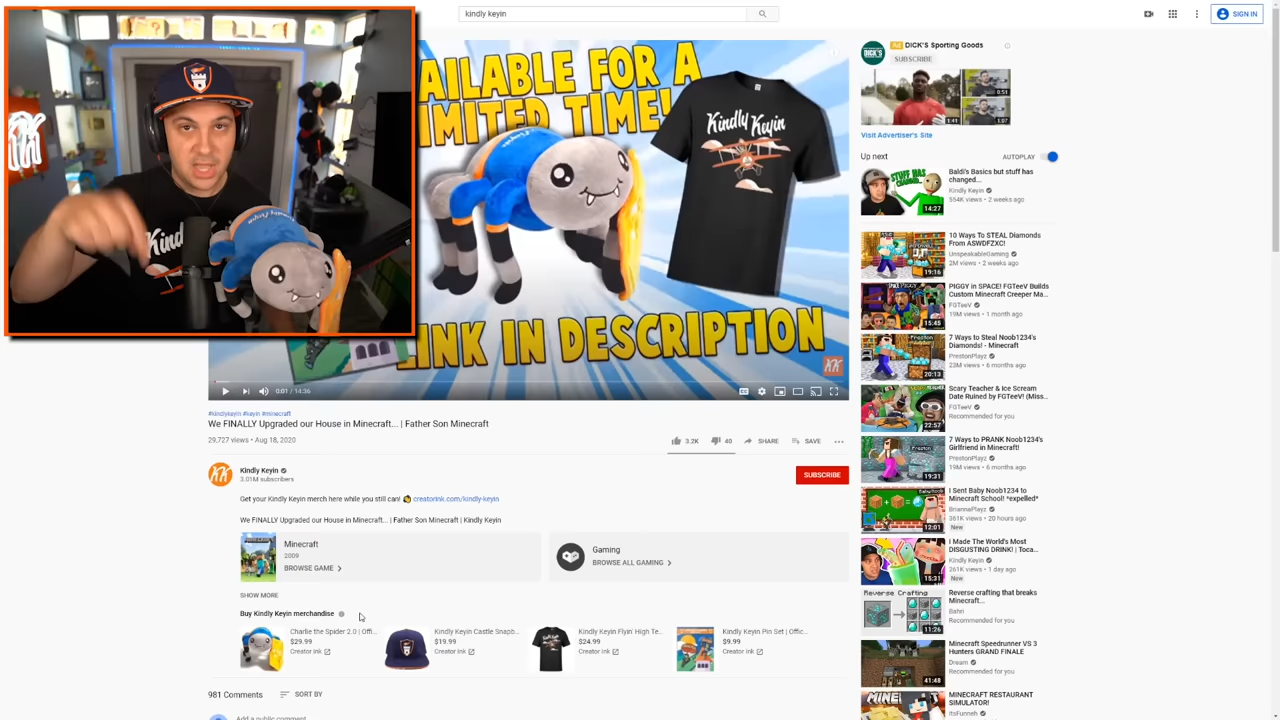 kindly keyin
SIGN IN
AILABLE FOR A
IMITED TIME!
Kindly Keyin
LINK IN DESCRIPTION
0:01 / 14:36
#kindlykeyin #keyin #minecraft
We FINALLY Upgraded our House in Minecraft... | Father Son Minecraft
29,727 views • Aug 18, 2020
3.2K
40
SHARE
SAVE
Kindly Keyin
3.01M subscribers
SUBSCRIBE
Get your Kindly Keyin merch here while you still can! creatorink.com/kindly-keyin
We FINALLY Upgraded our House in Minecraft... | Father Son Minecraft | Kindly Keyin
Minecraft
2009
BROWSE GAME
Gaming
BROWSE ALL GAMING
SHOW MORE
Buy Kindly Keyin merchandise
Charlie the Spider 2.0 | Offi...
$29.99
Creator Ink
Kindly Keyin Castle Snapb...
$19.99
Creator Ink
Kindly Keyin Flyin' High Te...
$24.99
Creator Ink
Kindly Keyin Pin Set | Offic...
$9.99
Creator Ink
981 Comments
SORT BY
Add a public comment...
Ad DICK'S Sporting Goods
SUBSCRIBE
0:51
1:41
1:07
Visit Advertiser's Site
Up next
AUTOPLAY
STUFF HAS CHANGED...
14:27
Baldi's Basics but stuff has
changed...
Kindly Keyin
554K views • 2 weeks ago
19:16
10 Ways To STEAL Diamonds
From ASWDFZXC!
UnspeakableGaming
2M views • 2 weeks ago
15:45
PIGGY in SPACE! FGTeeV Builds
Custom Minecraft Creeper Ma...
FGTeeV
19M views • 1 month ago
20:13
7 Ways to Steal Noob1234's
Diamonds! - Minecraft
PrestonPlayz
23M views • 6 months ago
22:57
Scary Teacher & Ice Scream
Date Ruined by FGTeeV! (Miss...
FGTeeV
Recommended for you
19:31
7 Ways to PRANK Noob1234's
Girlfriend in Minecraft!
PrestonPlayz
19M views • 6 months ago
12:01
I Sent Baby Noob1234 to
Minecraft School! *expelled*
BriannaPlayz
361K views • 20 hours ago
New
15:31
I Made The World's Most
DISGUSTING DRINK! | Toca...
Kindly Keyin
261K views • 1 day ago
New
Reverse Crafting
11:26
Reverse crafting that breaks
Minecraft...
Bahri
Recommended for you
41:48
Minecraft Speedrunner VS 3
Hunters GRAND FINALE
Dream
Recommended for you
MINECRAFT RESTAURANT
SIMULATOR!
ItsFunneh